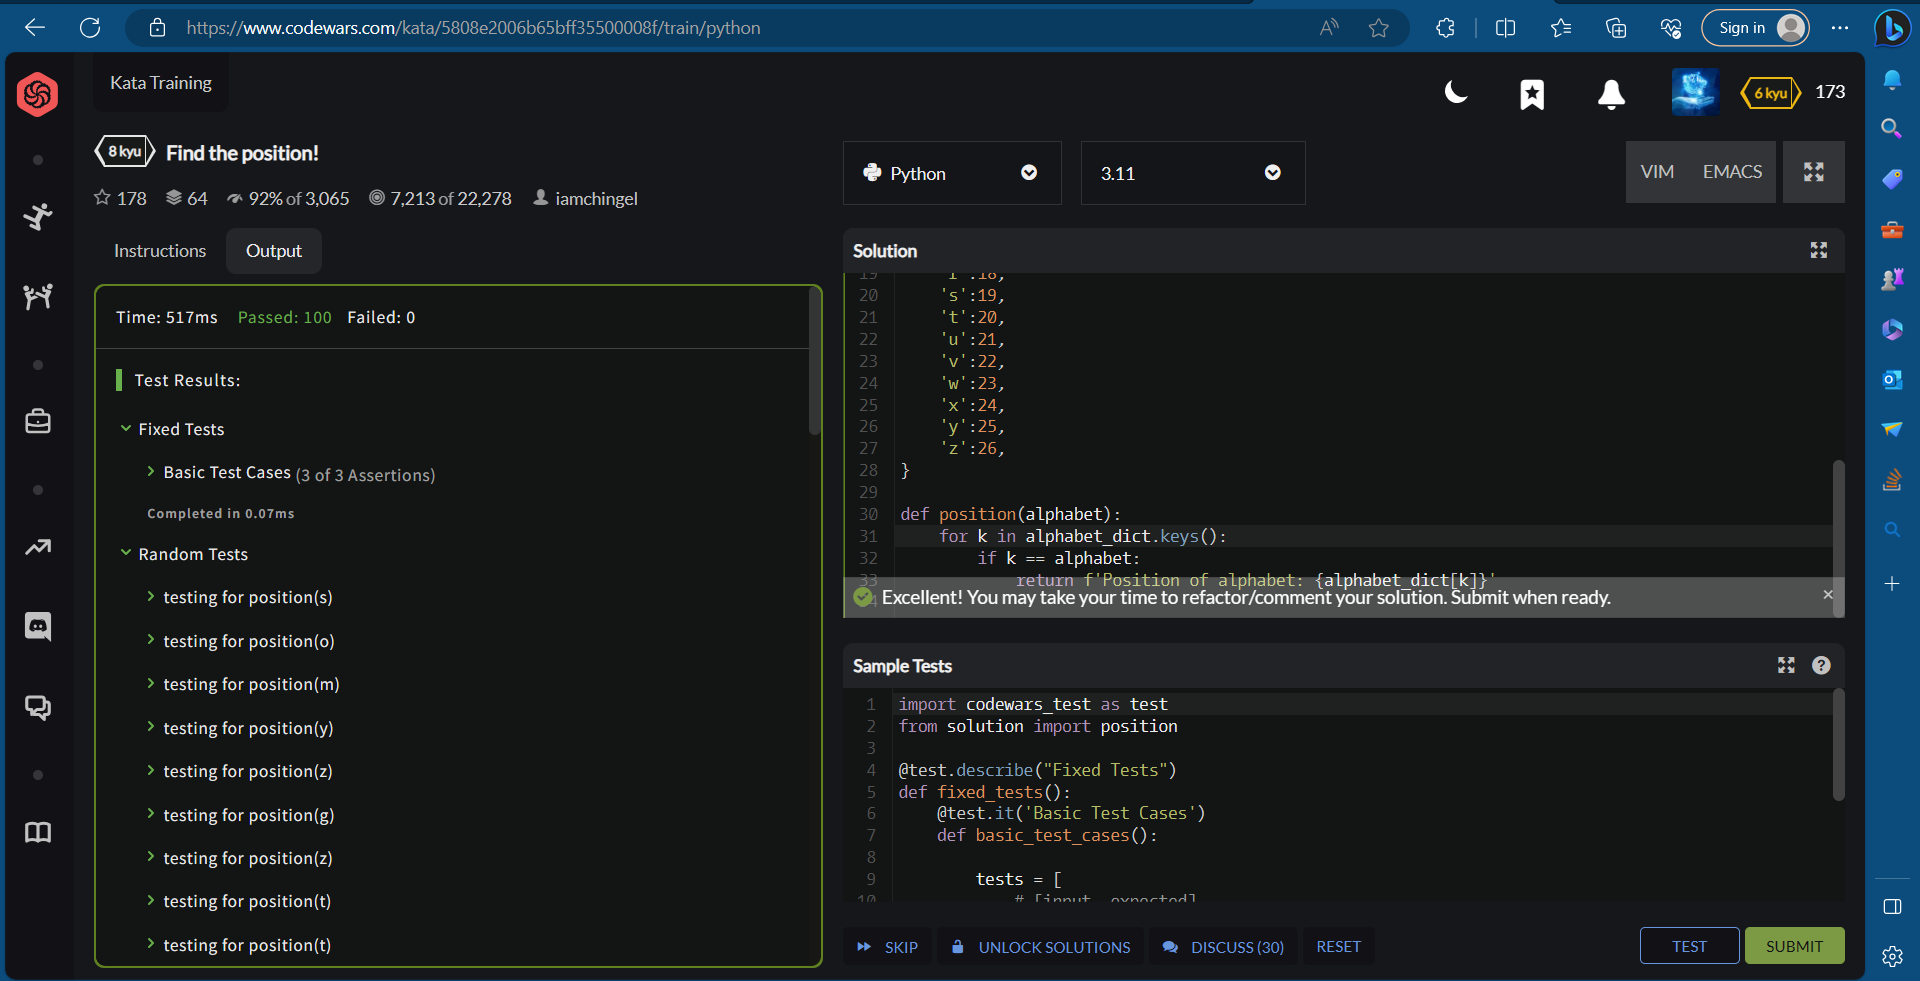 https://www.codewars.com/kata/5808e2006b65bff35500008f/train/python
Sign in
Kata Training
6 kyu
173
8 kyu
Find the position!
178
64
92% of 3,065
7,213 of 22,278
iamchingel
Python
3.11
VIM
EMACS
Instructions
Output
Time: 517ms Passed: 100 Failed: 0
Test Results:
Fixed Tests
Basic Test Cases (3 of 3 Assertions)
Completed in 0.07ms
Random Tests
testing for position(s)
testing for position(o)
testing for position(m)
testing for position(y)
testing for position(z)
testing for position(g)
testing for position(z)
testing for position(t)
testing for position(t)
Solution
20 's':19,
21 't':20,
22 'u':21,
23 'v':22,
24 'w':23,
25 'x':24,
26 'y':25,
27 'z':26,
28 }
29
30 def position(alphabet):
31 for k in alphabet_dict.keys():
32 if k == alphabet:
33 return f'Position of alphabet: {alphabet_dict[k]}'
Excellent! You may take your time to refactor/comment your solution. Submit when ready.
Sample Tests
1 import codewars_test as test
2 from solution import position
3
4 @test.describe("Fixed Tests")
5 def fixed_tests():
6 @test.it('Basic Test Cases')
7 def basic_test_cases():
8
9 tests = [
10 # [input, expected]
SKIP
UNLOCK SOLUTIONS
DISCUSS (30)
RESET
TEST
SUBMIT